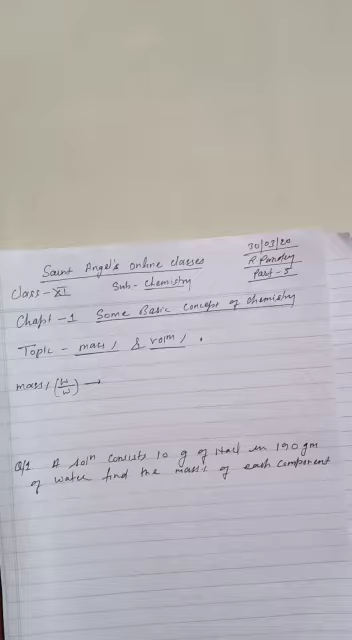 Saint Angel's online classes
30/03/20
R. Pandey
Part - 5
Class - XI Sub - Chemistry
Chapt - 1 Some Basic Concept of Chemistry
Topic - mass % & volm % .
mass % (W/W) →
Q/1 A soln consists 10 g of Nacl in 190 gm
of water find the mass % of each component